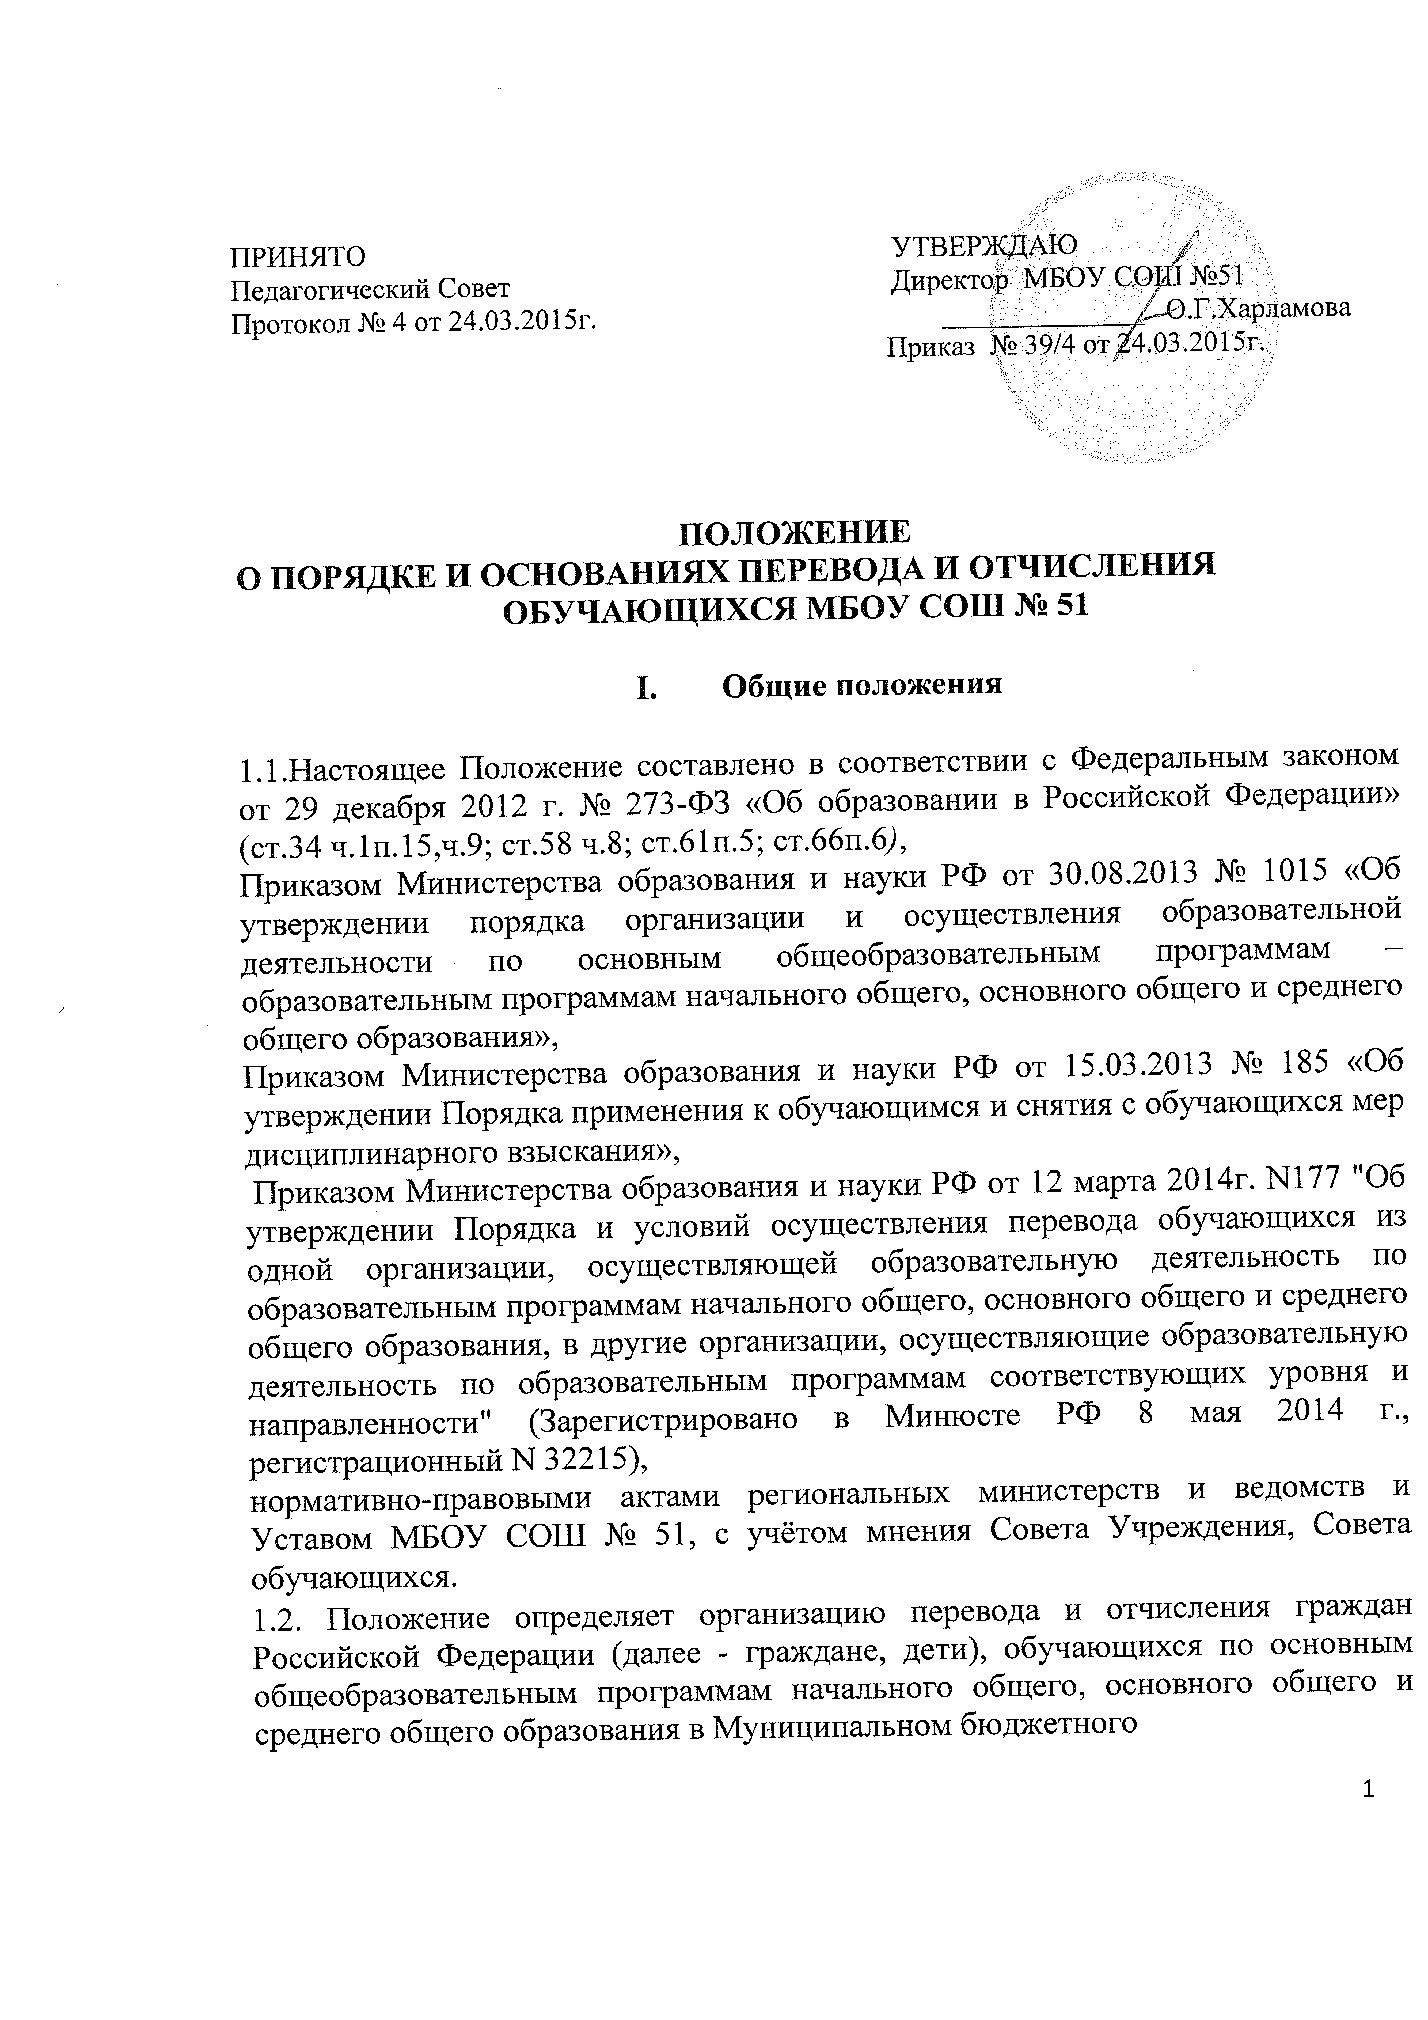 ПРИНЯТО
Педагогический Совет
Протокол № 4 от 24.03.2015г.
УТВЕРЖДАЮ
Директор МБОУ СОШ №51
О.Г.Харламова
Приказ № 39/4 от 24.03.2015г.
ПОЛОЖЕНИЕ
О ПОРЯДКЕ И ОСНОВАНИЯХ ПЕРЕВОДА И ОТЧИСЛЕНИЯ
ОБУЧАЮЩИХСЯ МБОУ СОШ № 51
I. Общие положения
1.1.Настоящее Положение составлено в соответствии с Федеральным законом
от 29 декабря 2012 г. № 273-ФЗ «Об образовании в Российской Федерации»
(ст.34 ч.1п.15,ч.9; ст.58 ч.8; ст.61п.5; ст.66п.6),
Приказом Министерства образования и науки РФ от 30.08.2013 № 1015 «Об
утверждении порядка организации и осуществления образовательной
деятельности по основным общеобразовательным программам –
образовательным программам начального общего, основного общего и среднего
общего образования»,
Приказом Министерства образования и науки РФ от 15.03.2013 № 185 «Об
утверждении Порядка применения к обучающимся и снятия с обучающихся мер
дисциплинарного взыскания»,
Приказом Министерства образования и науки РФ от 12 марта 2014г. N177 "Об
утверждении Порядка и условий осуществления перевода обучающихся из
одной организации, осуществляющей образовательную деятельность по
образовательным программам начального общего, основного общего и среднего
общего образования, в другие организации, осуществляющие образовательную
деятельность по образовательным программам соответствующих уровня и
направленности" (Зарегистрировано в Минюсте РФ 8 мая 2014 г.,
регистрационный N 32215),
нормативно-правовыми актами региональных министерств и ведомств и
Уставом МБОУ СОШ № 51, с учётом мнения Совета Учреждения, Совета
обучающихся.
1.2. Положение определяет организацию перевода и отчисления граждан
Российской Федерации (далее - граждане, дети), обучающихся по основным
общеобразовательным программам начального общего, основного общего и
среднего общего образования в Муниципальном бюджетного
1